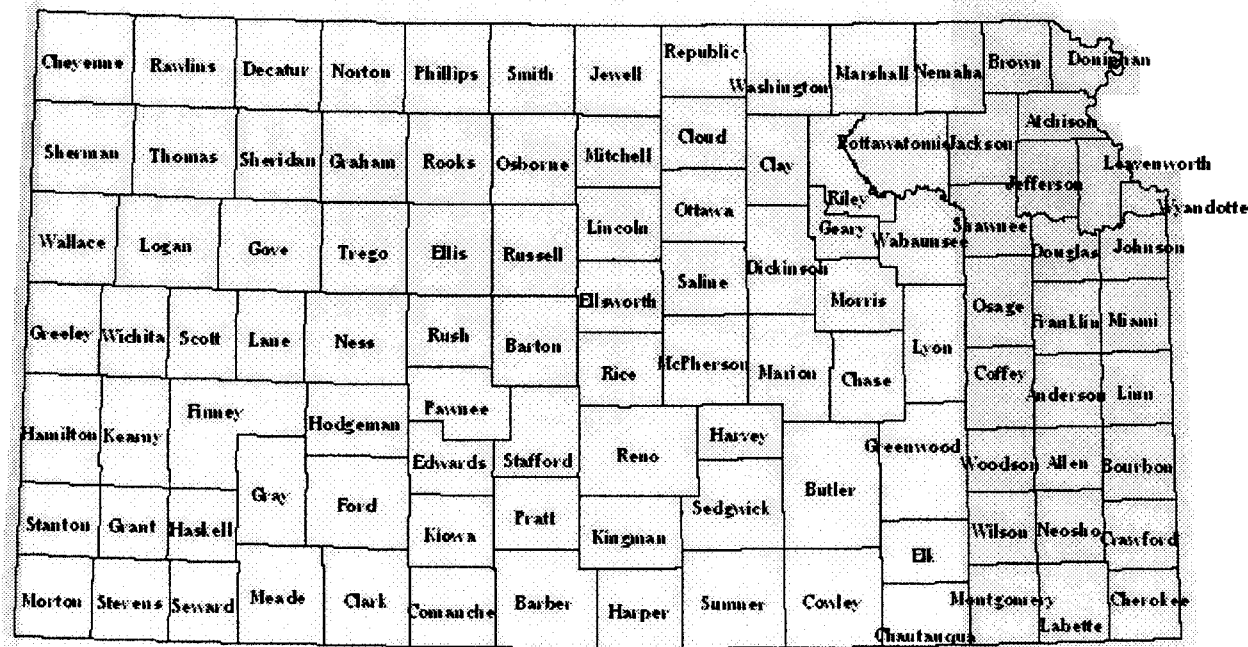 Cheyenne Rawlins Decatur Norton Phillips Smith Jewell Republic Washington Marshall Nemaha Brown Doniphan
Sherman Thomas Sheridan Graham Rooks Osborne Mitchell Cloud Clay Pottawatomie Jackson Atchison
Riley Jefferson Leavenworth
Wyandotte
Wallace Logan Gove Trego Ellis Russell Lincoln Ottawa Geary Wabaunsee Shawnee Douglas Johnson
Ellsworth Saline Dickinson Morris Osage Franklin Miami
Greeley Wichita Scott Lane Ness Rush Barton Rice McPherson Marion Chase Lyon Coffey Anderson Linn
Hamilton Kearny Finney Hodgeman Pawnee Edwards Stafford Reno Harvey Butler Greenwood Woodson Allen Bourbon
Stanton Grant Haskell Gray Ford Kiowa Pratt Kingman Sedgwick Elk Wilson Neosho Crawford
Morton Stevens Seward Meade Clark Comanche Barber Harper Sumner Cowley Chautauqua Montgomery Labette Cherokee